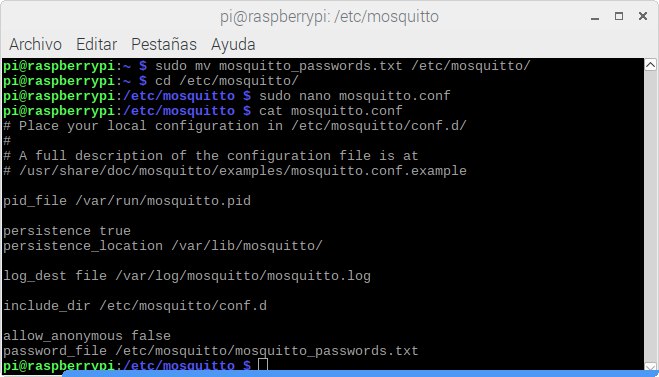 pi@raspberrypi: /etc/mosquitto
Archivo Editar Pestañas Ayuda
pi@raspberrypi:~ $ sudo mv mosquitto_passwords.txt /etc/mosquitto/
pi@raspberrypi:~ $ cd /etc/mosquitto/
pi@raspberrypi:/etc/mosquitto $ sudo nano mosquitto.conf
pi@raspberrypi:/etc/mosquitto $ cat mosquitto.conf
# Place your local configuration in /etc/mosquitto/conf.d/
#
# A full description of the configuration file is at
# /usr/share/doc/mosquitto/examples/mosquitto.conf.example
pid_file /var/run/mosquitto.pid
persistence true
persistence_location /var/lib/mosquitto/
log_dest file /var/log/mosquitto/mosquitto.log
include_dir /etc/mosquitto/conf.d
allow_anonymous false
password_file /etc/mosquitto/mosquitto_passwords.txt
pi@raspberrypi:/etc/mosquitto $